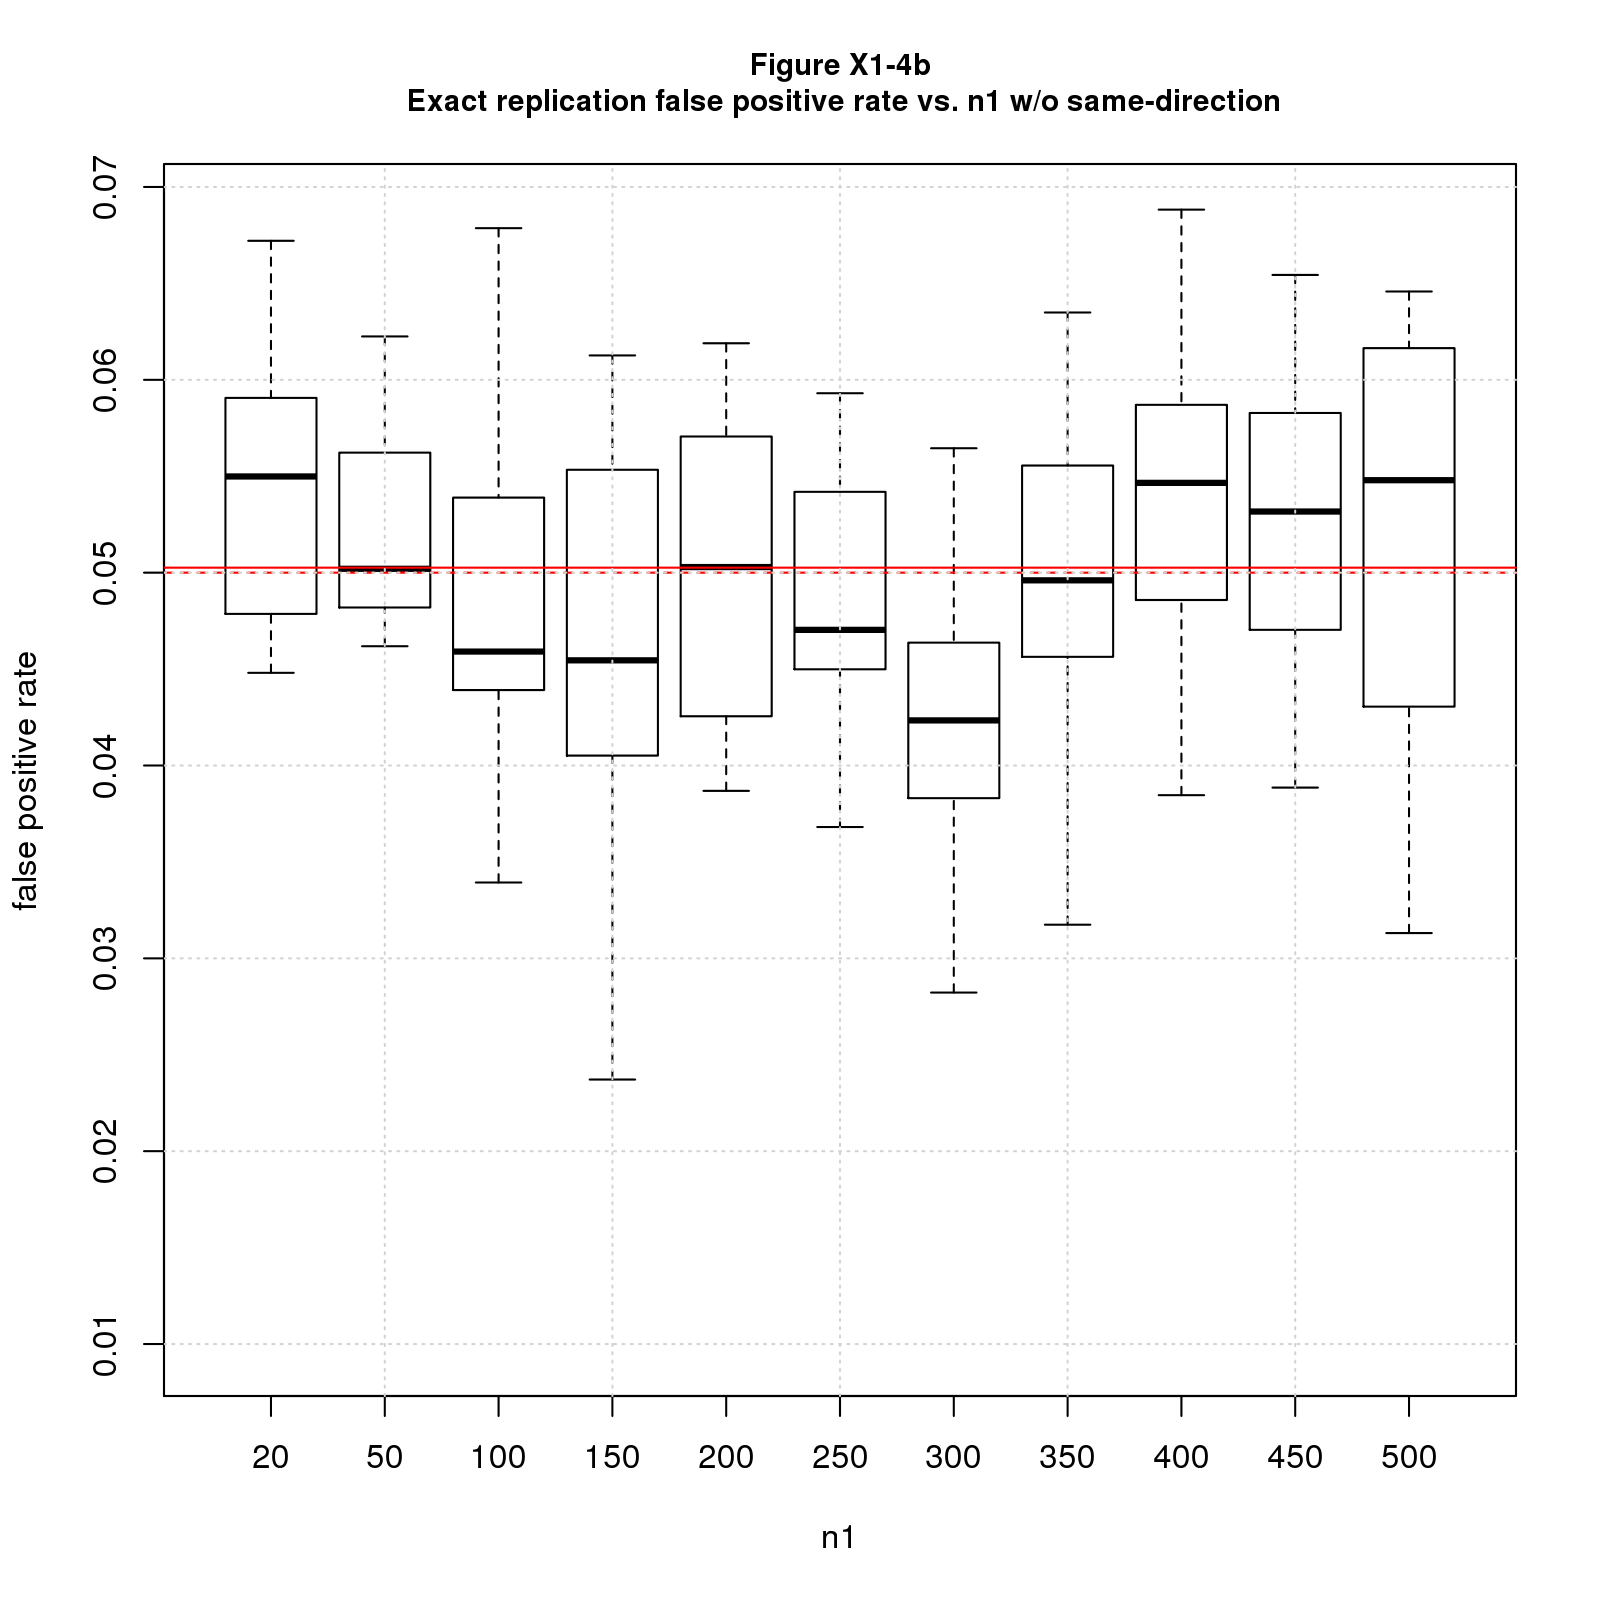 Figure X1-4b
Exact replication false positive rate vs. n1 w/o same-direction
false positive rate
0.07
0.06
0.05
0.04
0.03
0.02
0.01
20 50 100 150 200 250 300 350 400 450 500
n1